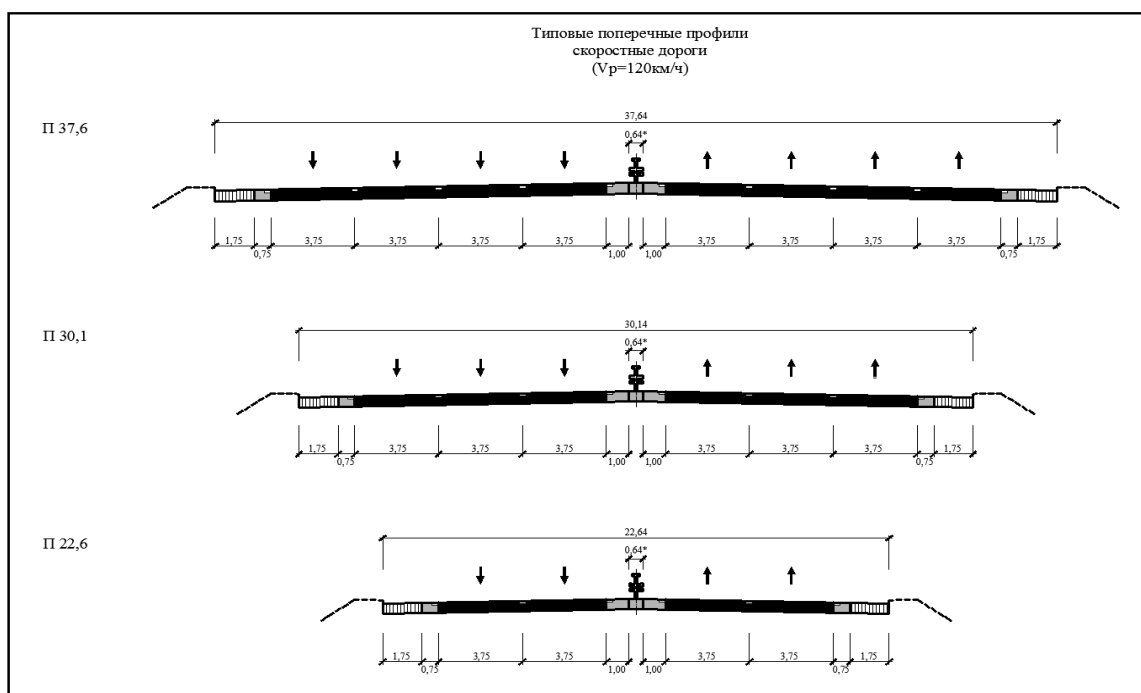 Типовые поперечные профили
скоростные дороги
(Vр=120км/ч)
П 37,6
37,64
0,64*
1,75 0,75 3,75 3,75 3,75 3,75 1,00 1,00 3,75 3,75 3,75 3,75 0,75 1,75
П 30,1
30,14
0,64*
1,75 0,75 3,75 3,75 3,75 1,00 1,00 3,75 3,75 3,75 0,75 1,75
П 22,6
22,64
0,64*
1,75 0,75 3,75 3,75 1,00 1,00 3,75 3,75 0,75 1,75